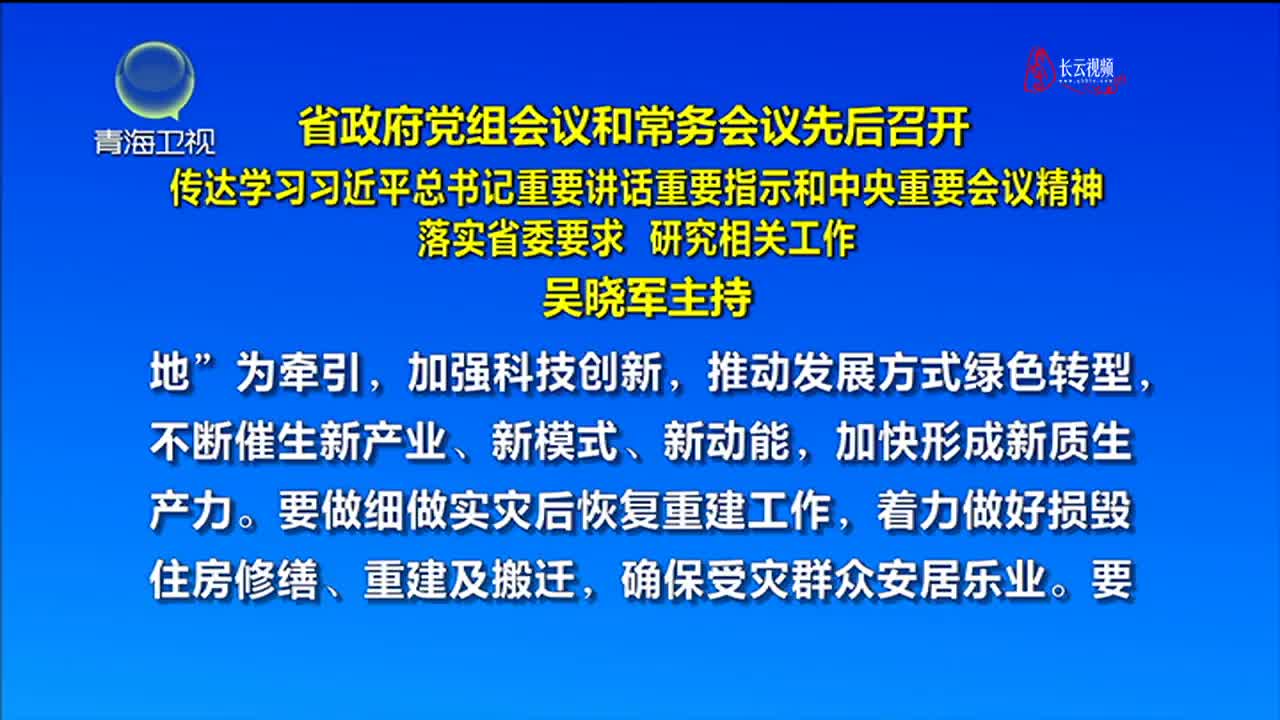 青海卫视
长云视频
省政府党组会议和常务会议先后召开
传达学习习近平总书记重要讲话重要指示和中央重要会议精神
落实省委要求 研究相关工作
吴晓军主持
地”为牵引，加强科技创新，推动发展方式绿色转型，
不断催生新产业、新模式、新动能，加快形成新质生
产力。要做细做实灾后恢复重建工作，着力做好损毁
住房修缮、重建及搬迁，确保受灾群众安居乐业。要